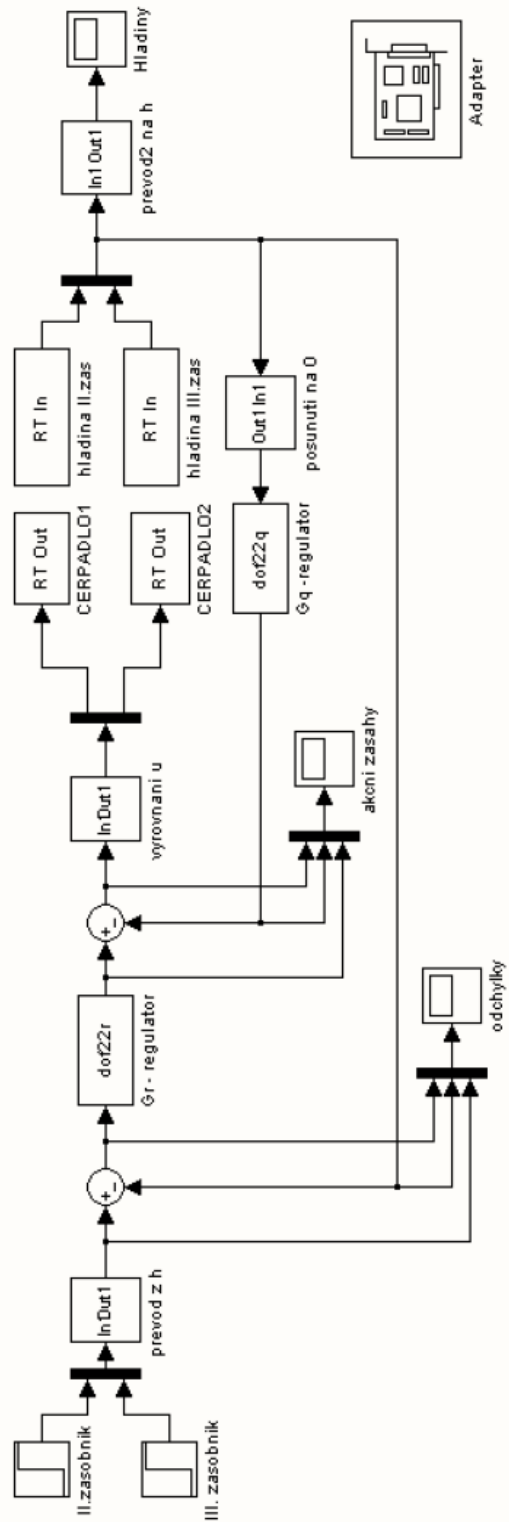 II.zasobnik
III. zasobnik
In Out1
prevod z h
+
-
dof22r
Gr - regulator
+
-
In Out1
vyrovnani u
RT Out
CERPADLO1
RT Out
CERPADLO2
RT In
hladina II.zas
RT In
hladina III.zas
In1 Out1
prevod2 na h
Hladiny
Out1 In1
posunuti na 0
dof22q
Gq -regulator
akcni zasahy
odchylky
Adapter